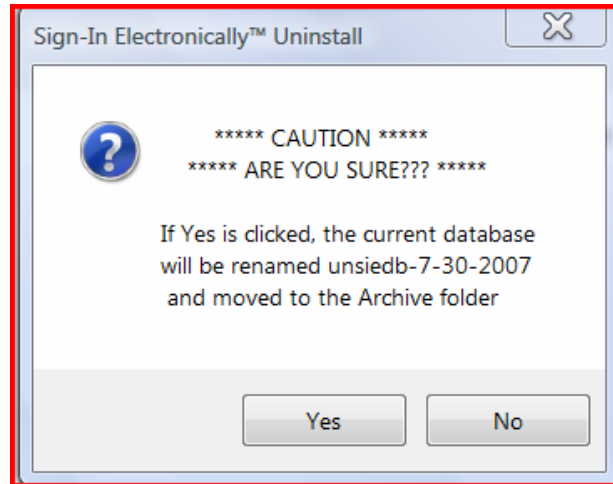 Sign-In Electronically™ Uninstall
***** CAUTION *****
***** ARE YOU SURE??? *****
If Yes is clicked, the current database
will be renamed unsiedb-7-30-2007
and moved to the Archive folder
Yes
No